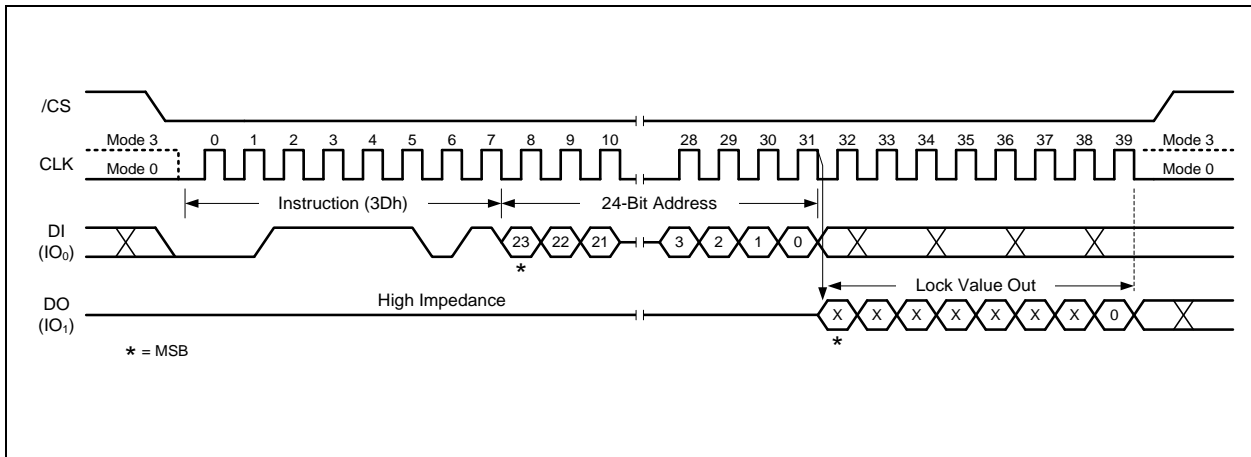 /CS
Mode 3 0 1 2 3 4 5 6 7 8 9 10 28 29 30 31 32 33 34 35 36 37 38 39 Mode 3
CLK
Mode 0 Mode 0
Instruction (3Dh) 24-Bit Address
DI
(IO₀)
23 22 21 3 2 1 0
*
Lock Value Out
High Impedance
DO
(IO₁)
X X X X X X X 0
*
* = MSB